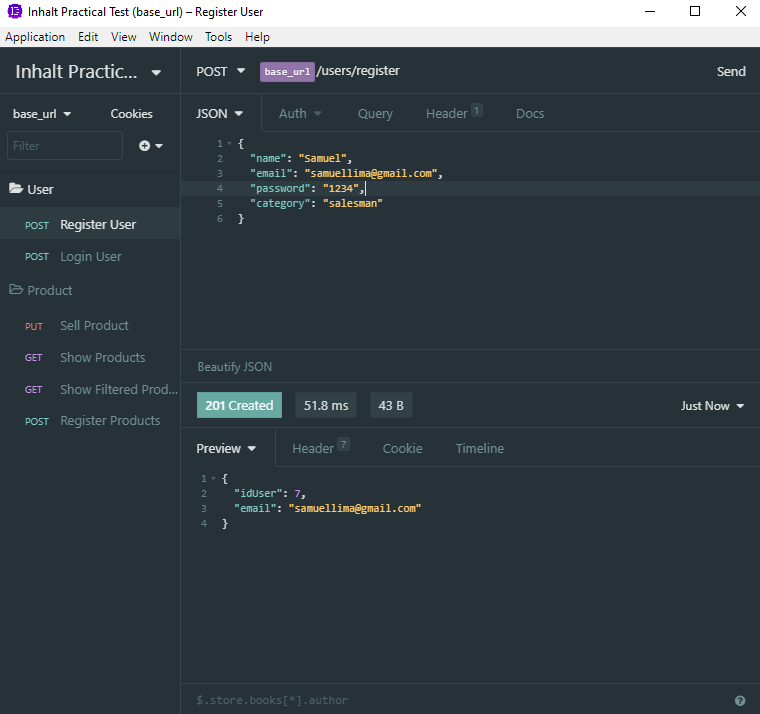 Inhalt Practical Test (base_url) – Register User
Application Edit View Window Tools Help
Inhalt Practic...
POST base_url /users/register Send
base_url Cookies
JSON Auth Query Header 1 Docs
Filter
1 {
2 "name": "Samuel",
3 "email": "samuellima@gmail.com",
4 "password": "1234",
5 "category": "salesman"
6 }
User
POST Register User
POST Login User
Product
PUT Sell Product
GET Show Products
GET Show Filtered Prod...
POST Register Products
Beautify JSON
201 Created 51.8 ms 43 B Just Now
Preview Header 7 Cookie Timeline
1 {
2 "idUser": 7,
3 "email": "samuellima@gmail.com"
4 }
$.store.books[*].author ?